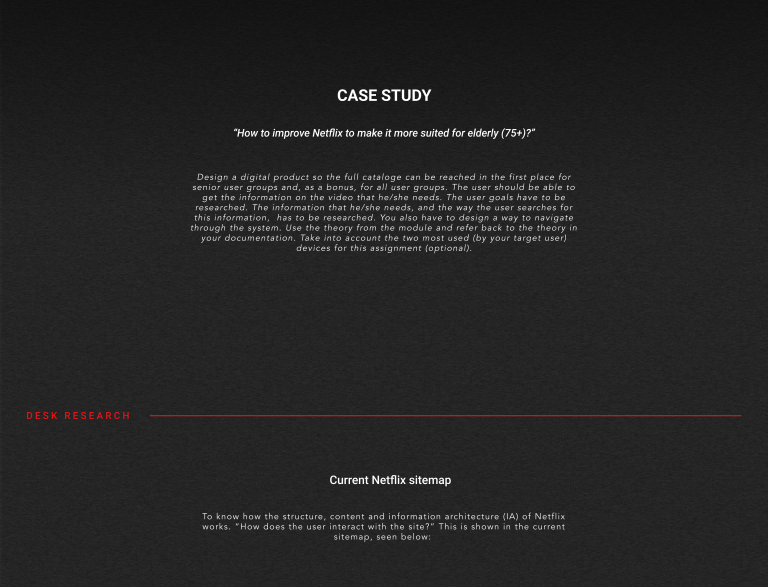 CASE STUDY
“How to improve Netflix to make it more suited for elderly (75+)?”
Design a digital product so the full cataloge can be reached in the first place for
senior user groups and, as a bonus, for all user groups. The user should be able to
get the information on the video that he/she needs. The user goals have to be
researched. The information that he/she needs, and the way the user searches for
this information, has to be researched. You also have to design a way to navigate
through the system. Use the theory from the module and refer back to the theory in
your documentation. Take into account the two most used (by your target user)
devices for this assignment (optional).
DESK RESEARCH
Current Netflix sitemap
To know how the structure, content and information architecture (IA) of Netflix
works. “How does the user interact with the site?” This is shown in the current
sitemap, seen below: